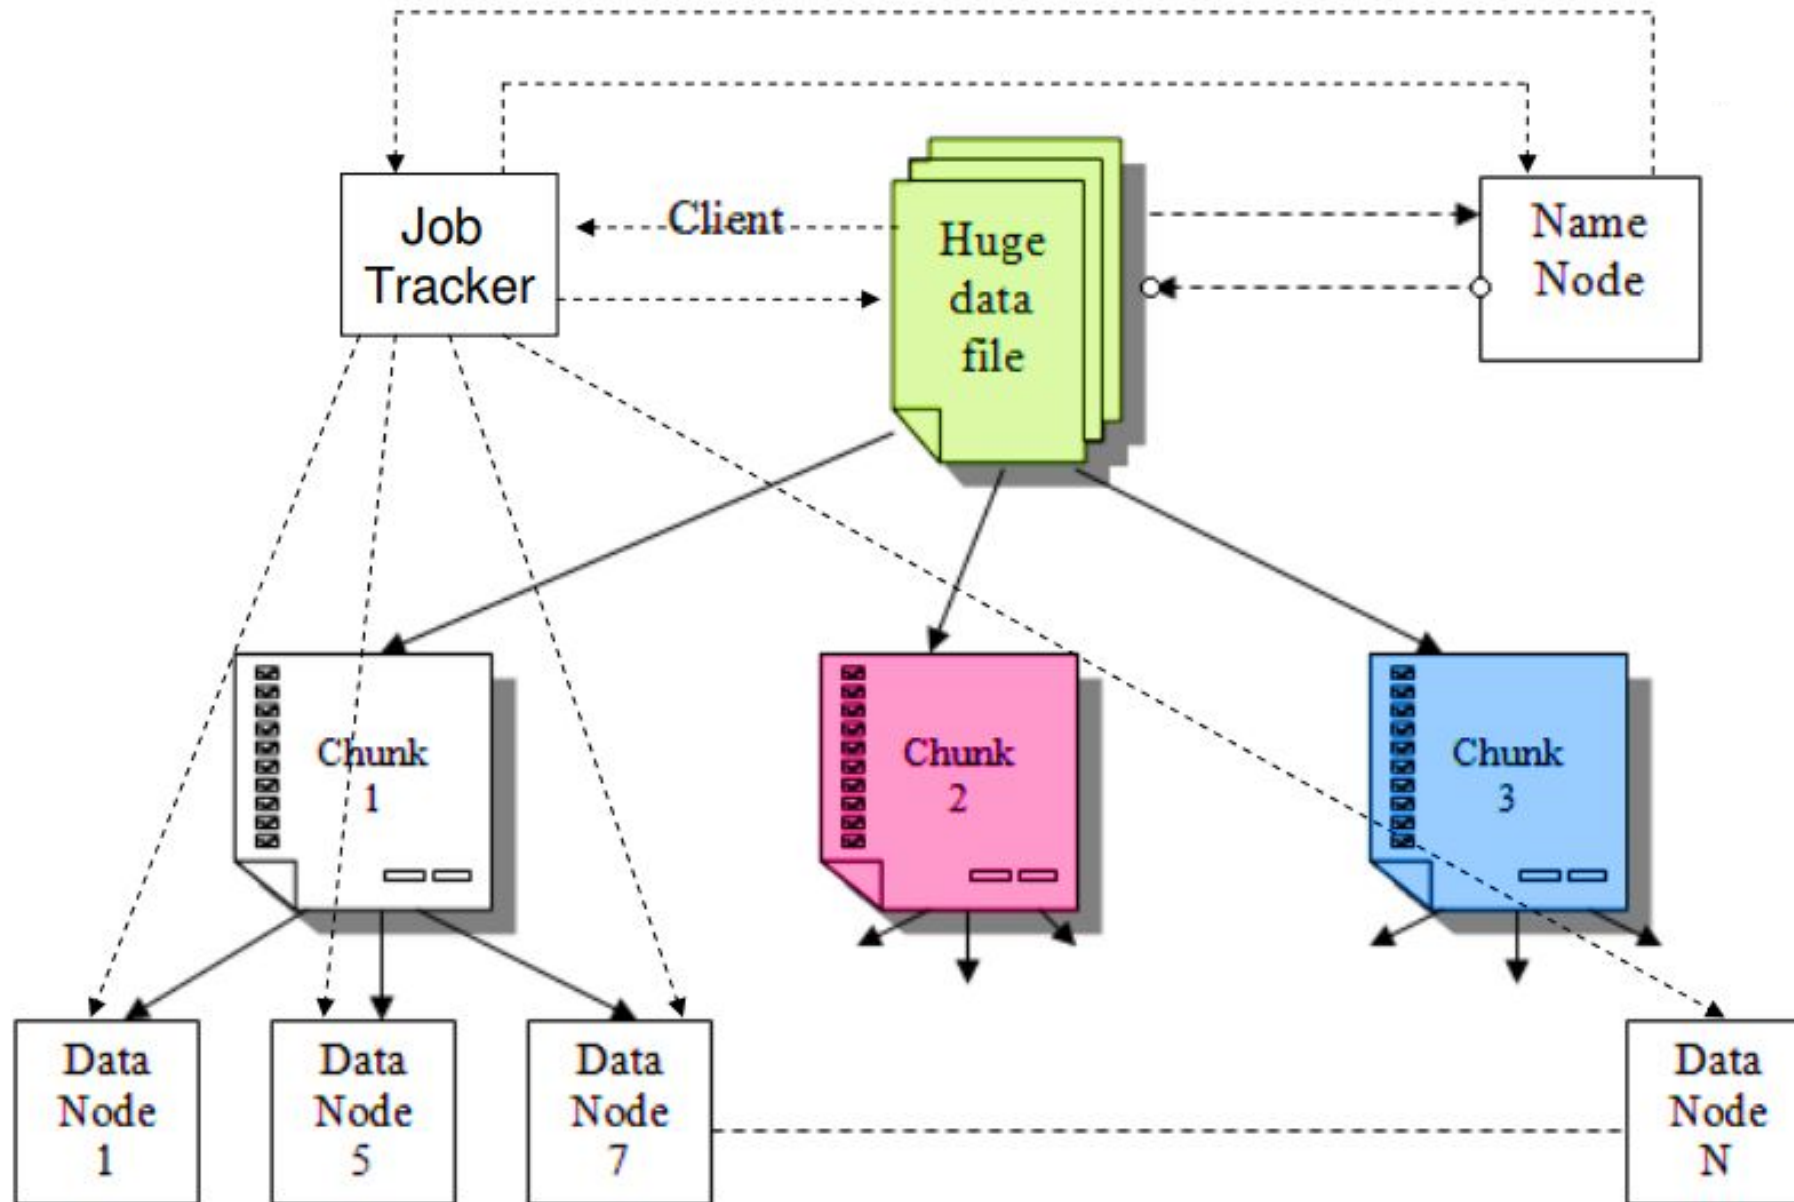 Job
Tracker
Client
Huge
data
file
Name
Node
Chunk
1
Chunk
2
Chunk
3
Data
Node
1
Data
Node
5
Data
Node
7
Data
Node
N